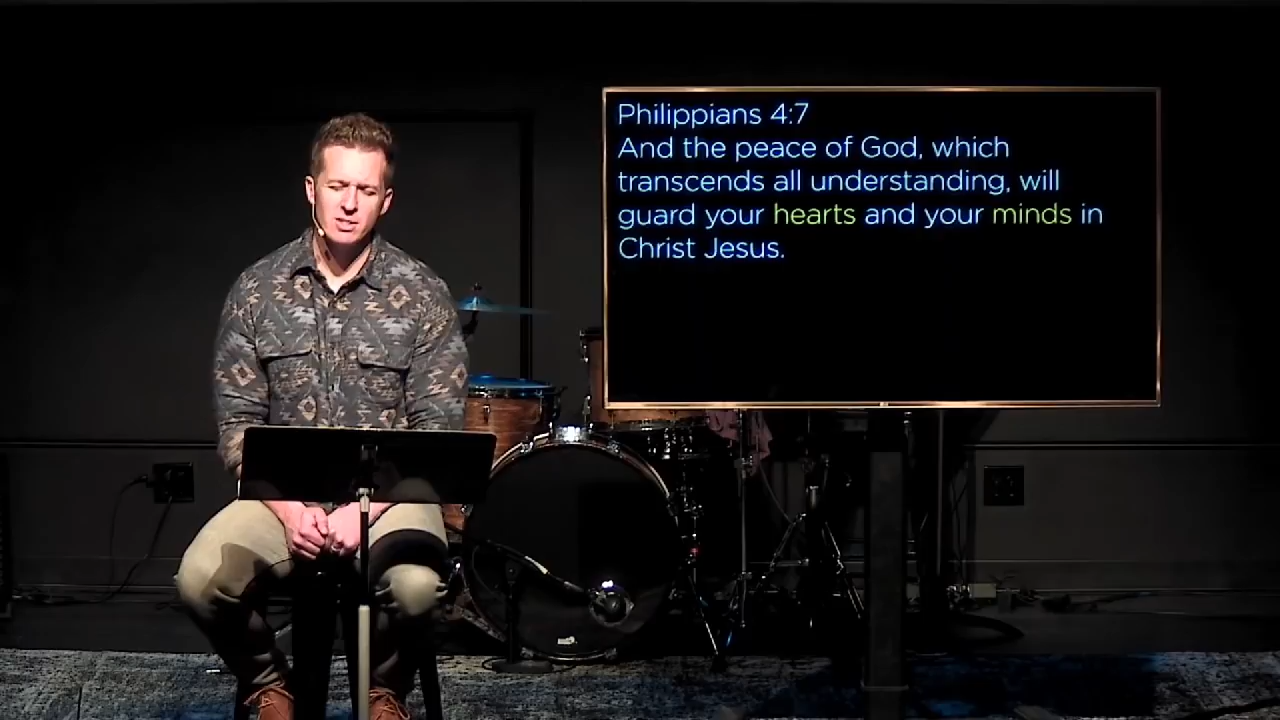 Philippians 4:7
And the peace of God, which
transcends all understanding, will
guard your hearts and your minds in
Christ Jesus.